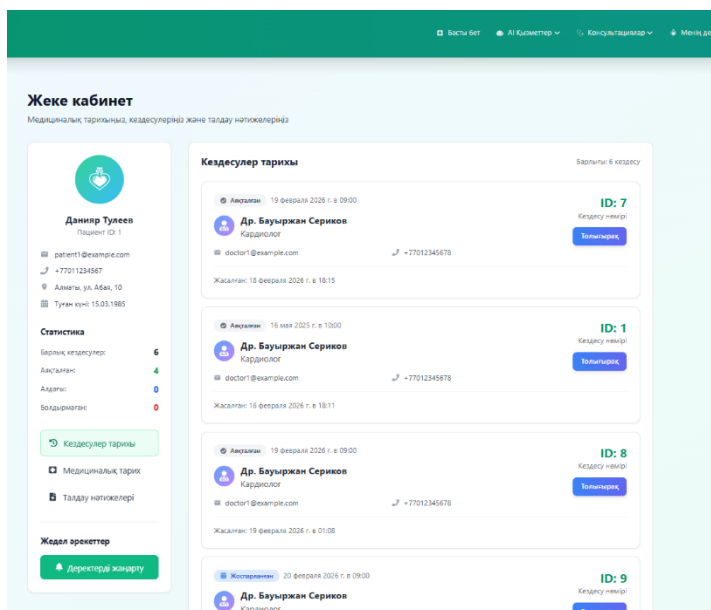 Басты бет
AI Қызметтер
Консультациялар
Менің де
Жеке кабинет
Медициналық тарихыңыз, кездесулеріңіз және талдау нәтижелеріңіз
Данияр Тулеев
Пациент ID: 1
patient1@example.com
+77011234567
Алматы, ул. Абая, 10
Туған күні: 15.03.1985
Статистика
Барлық кездесулер: 6
Аяқталған: 4
Алдағы: 0
Болдырмаған: 0
Кездесулер тарихы
Медициналық тарих
Талдау нәтижелері
Жедел әрекеттер
Деректерді жаңарту
Кездесулер тарихы
Барлығы: 6 кездесу
Аяқталған 19 февраля 2026 г. в 09:00
Др. Бауыржан Сериков
Кардиолог
doctor1@example.com +77012345678
Жасалған: 18 февраля 2026 г. в 18:15
ID: 7
Кездесу нөмірі
Толығырақ
Аяқталған 16 мая 2025 г. в 10:00
Др. Бауыржан Сериков
Кардиолог
doctor1@example.com +77012345678
Жасалған: 18 февраля 2026 г. в 18:11
ID: 1
Кездесу нөмірі
Толығырақ
Аяқталған 19 февраля 2026 г. в 09:00
Др. Бауыржан Сериков
Кардиолог
doctor1@example.com +77012345678
Жасалған: 19 февраля 2026 г. в 01:08
ID: 8
Кездесу нөмірі
Толығырақ
Жоспарланған 20 февраля 2026 г. в 09:00
Др. Бауыржан Сериков
Кардиолог
ID: 9
Кездесу нөмірі